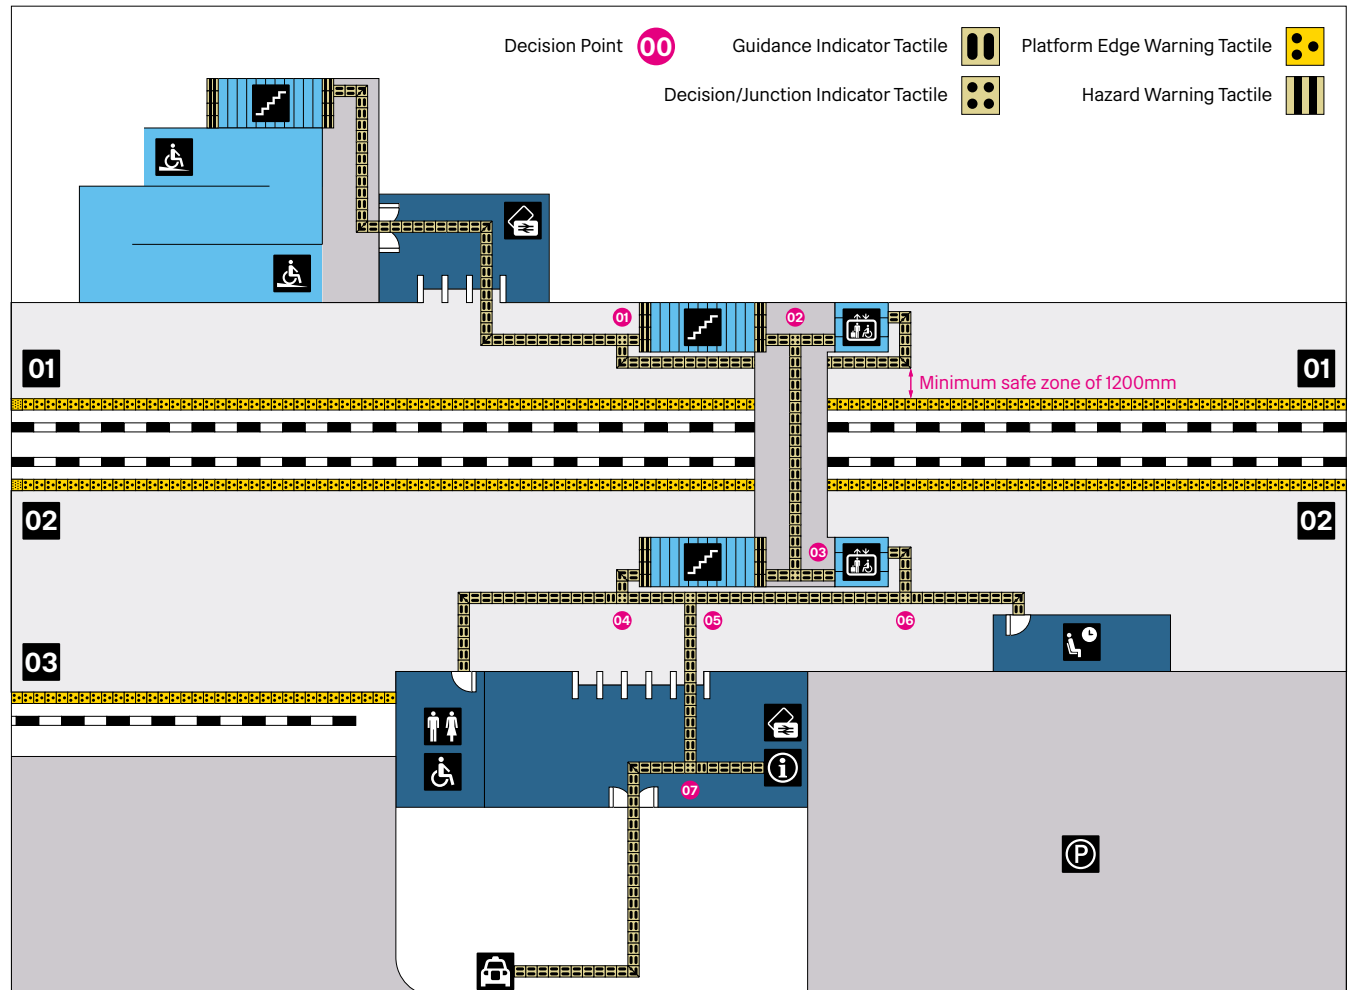 Decision Point 00 Guidance Indicator Tactile Platform Edge Warning Tactile
Decision/Junction Indicator Tactile Hazard Warning Tactile
01 02
01 01
Minimum safe zone of 1200mm
02 02
03
04 05 06
03
i
07
P